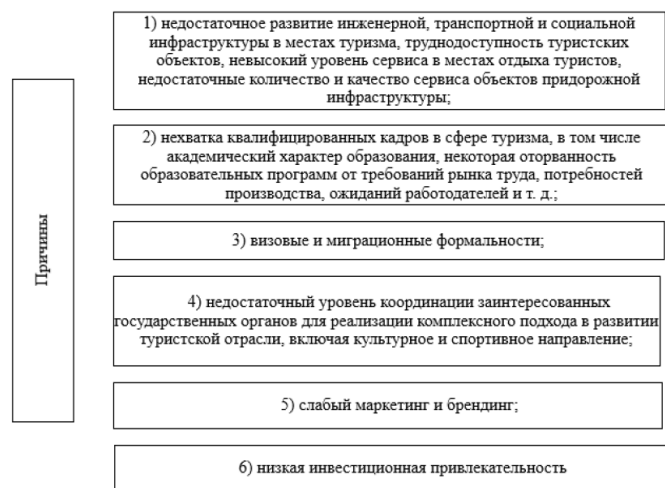 Причины
1) недостаточное развитие инженерной, транспортной и социальной
инфраструктуры в местах туризма, труднодоступность туристских
объектов, невысокий уровень сервиса в местах отдыха туристов,
недостаточные количество и качество сервиса объектов придорожной
инфраструктуры;
2) нехватка квалифицированных кадров в сфере туризма, в том числе
академический характер образования, некоторая оторванность
образовательных программ от требований рынка труда, потребностей
производства, ожиданий работодателей и т. д.;
3) визовые и миграционные формальности;
4) недостаточный уровень координации заинтересованных
государственных органов для реализации комплексного подхода в развитии
туристской отрасли, включая культурное и спортивное направление;
5) слабый маркетинг и брендинг;
6) низкая инвестиционная привлекательность